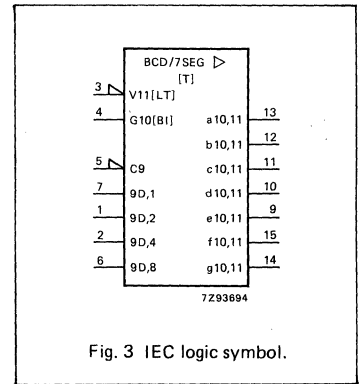 BCD/7SEG ▷
[T]
3 V11[LT]
4 G10[BI] a10,11 13
b10,11 12
5 C9 c10,11 11
7 9D,1 d10,11 10
1 9D,2 e10,11 9
2 9D,4 f10,11 15
6 9D,8 g10,11 14
7Z93694
Fig. 3 IEC logic symbol.